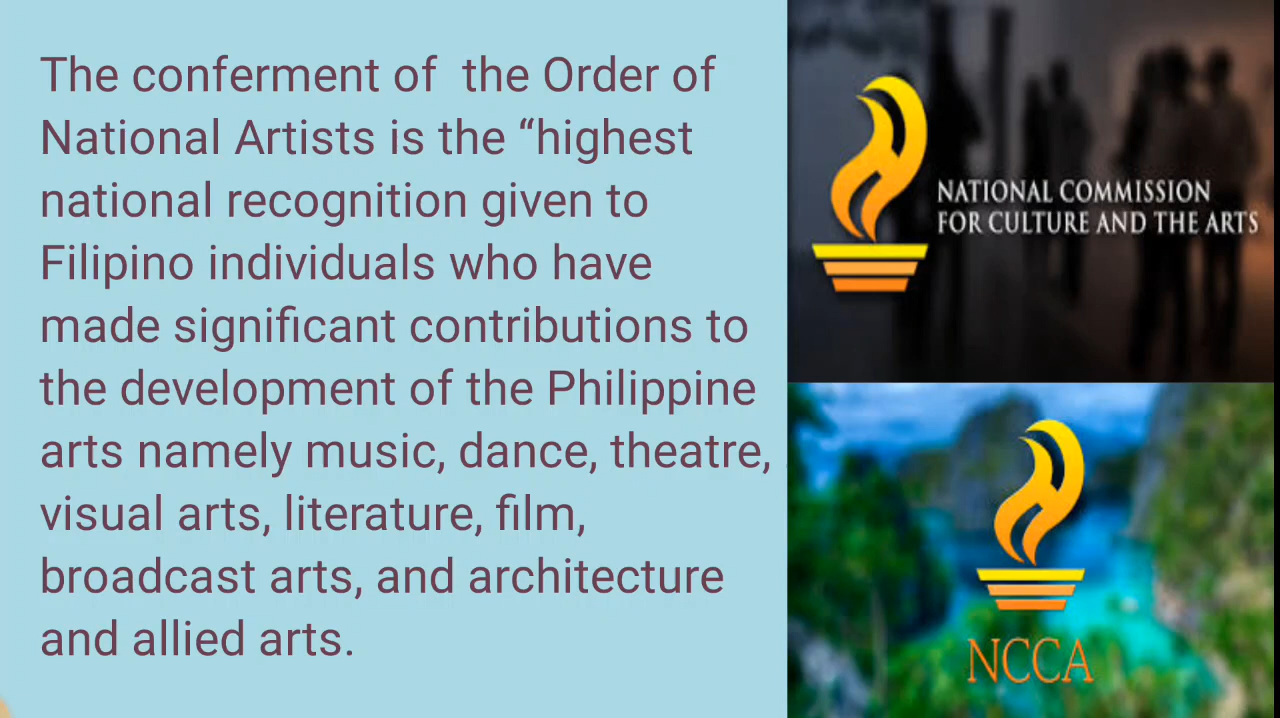 The conferment of  the Order of
National Artists is the “highest
national recognition given to
Filipino individuals who have
made significant contributions to
the development of the Philippine
arts namely music, dance, theatre,
visual arts, literature, film,
broadcast arts, and architecture
and allied arts.
NATIONAL COMMISSION
FOR CULTURE AND THE ARTS
NCCA